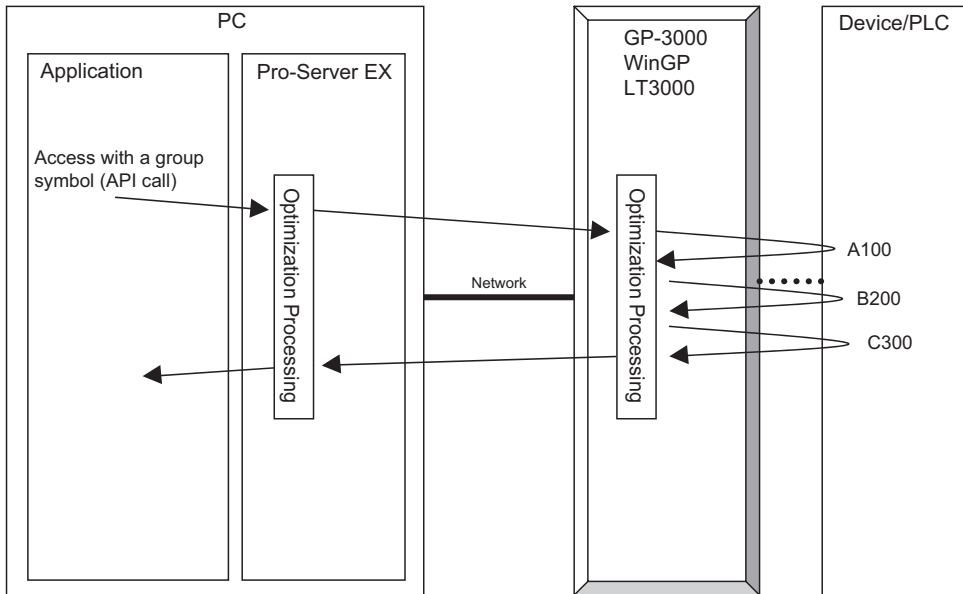 PC
Application
Pro-Server EX
Access with a group
symbol (API call)
Optimization Processing
Network
GP-3000
WinGP
LT3000
Optimization Processing
Device/PLC
A100
B200
C300